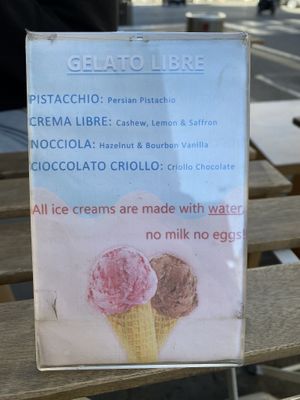 GELATO LIBRE
PISTACCHIO: Persian Pistachio
CREMA LIBRE: Cashew, Lemon & Saffron
NOCCIOLA: Hazelnut & Bourbon Vanilla
CIOCCOLATO CRIOLLO: Criollo Chocolate
All ice creams are made with water,
no milk no eggs!